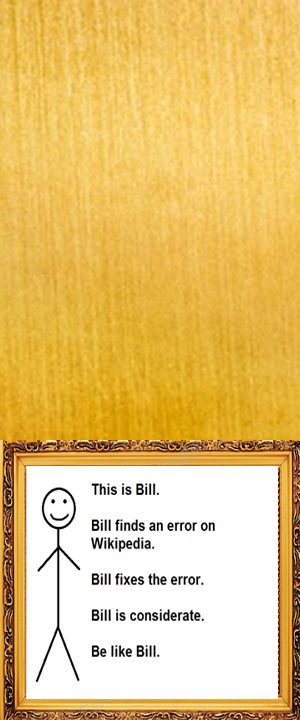 This is Bill.
Bill finds an error on
Wikipedia.
Bill fixes the error.
Bill is considerate.
Be like Bill.